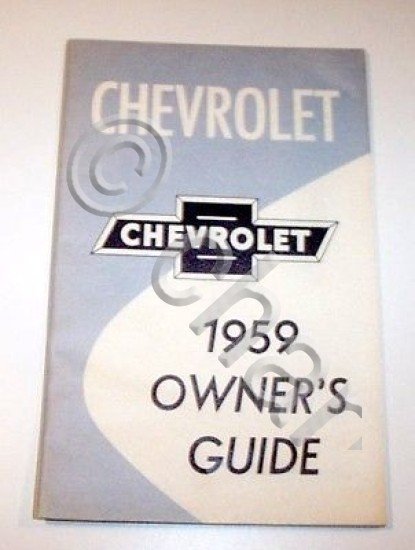 CHEVROLET
CHEVROLET
1959
OWNER'S
GUIDE